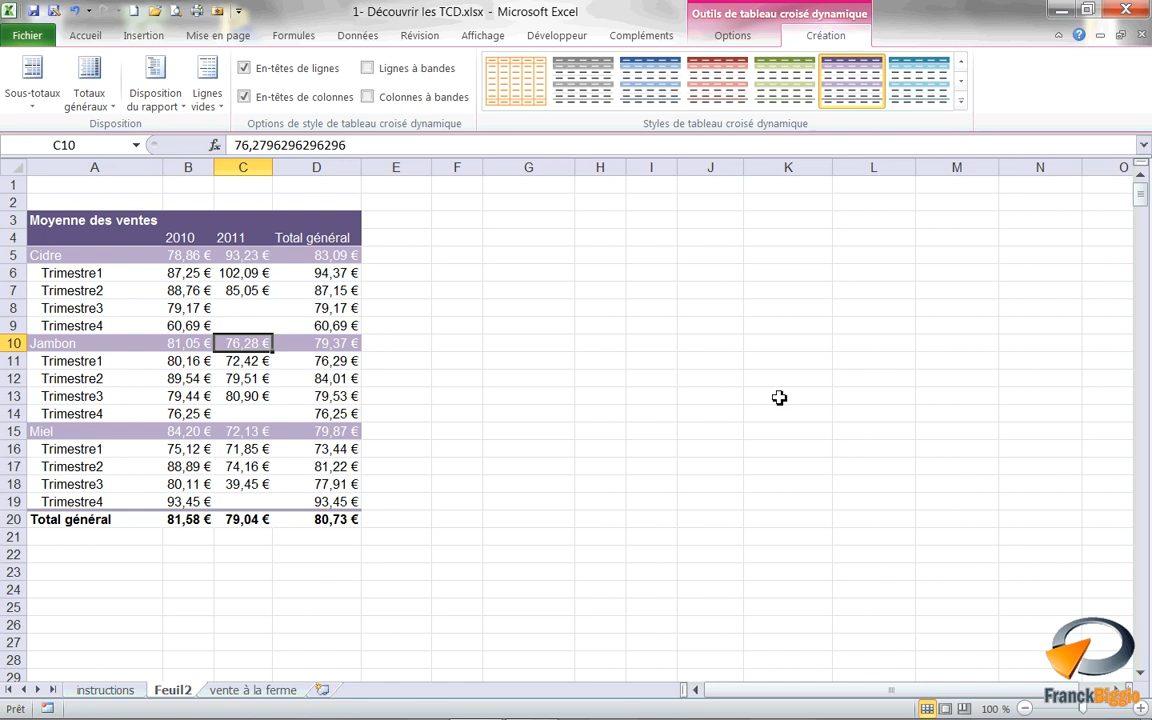 1- Découvrir les TCD.xlsx - Microsoft Excel
Outils de tableau croisé dynamique
Fichier Accueil Insertion Mise en page Formules Données Révision Affichage Développeur Compléments Options Création
Sous-totaux
Totaux généraux
Disposition du rapport
Lignes vides
Disposition
En-têtes de lignes Lignes à bandes
En-têtes de colonnes Colonnes à bandes
Options de style de tableau croisé dynamique
Styles de tableau croisé dynamique
C10 fx 76,2796296296296
A B C D E F G H I J K L M N O
1
2
3 Moyenne des ventes
4 2010 2011 Total général
5 Cidre 78,86 € 93,23 € 83,09 €
6 Trimestre1 87,25 € 102,09 € 94,37 €
7 Trimestre2 88,76 € 85,05 € 87,15 €
8 Trimestre3 79,17 € 79,17 €
9 Trimestre4 60,69 € 60,69 €
10 Jambon 81,05 € 76,28 € 79,37 €
11 Trimestre1 80,16 € 72,42 € 76,29 €
12 Trimestre2 89,54 € 79,51 € 84,01 €
13 Trimestre3 79,44 € 80,90 € 79,53 €
14 Trimestre4 76,25 € 76,25 €
15 Miel 84,20 € 72,13 € 79,87 €
16 Trimestre1 75,12 € 71,85 € 73,44 €
17 Trimestre2 88,89 € 74,16 € 81,22 €
18 Trimestre3 80,11 € 39,45 € 77,91 €
19 Trimestre4 93,45 € 93,45 €
20 Total général 81,58 € 79,04 € 80,73 €
21
22
23
24
25
26
27
28
29
FranckBiggio
instructions Feuil2 vente à la ferme
Prêt 100 %